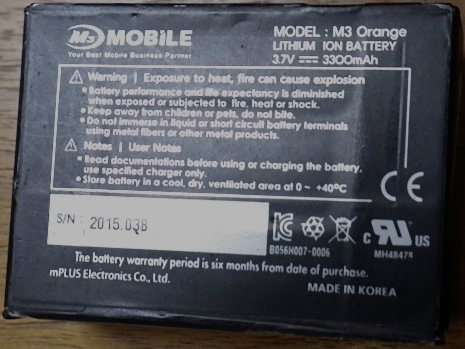 M3 MOBILE
Your Best Mobile Business Partner
MODEL : M3 Orange
LITHIUM ION BATTERY
3.7V 3300mAh
Warning | Exposure to heat, fire can cause explosion
• Battery performance and life expectancy is diminished
when exposed or subjected to fire, heat or shock.
• Keep away from children or pets, do not bite.
• Do not immerse in liquid or short circuit battery terminals
using metal fibers or other metal products.
Notes | User Notes
• Read documentations before using or charging the battery,
use specified charger only.
• Store battery in a cool, dry, ventilated area at 0 ~ +40ºC
CE
S/N : 2015.03B
B056H007-0006
c RU US
MH48478
The battery warranty period is six months from date of purchase.
mPLUS Electronics Co., Ltd.
MADE IN KOREA